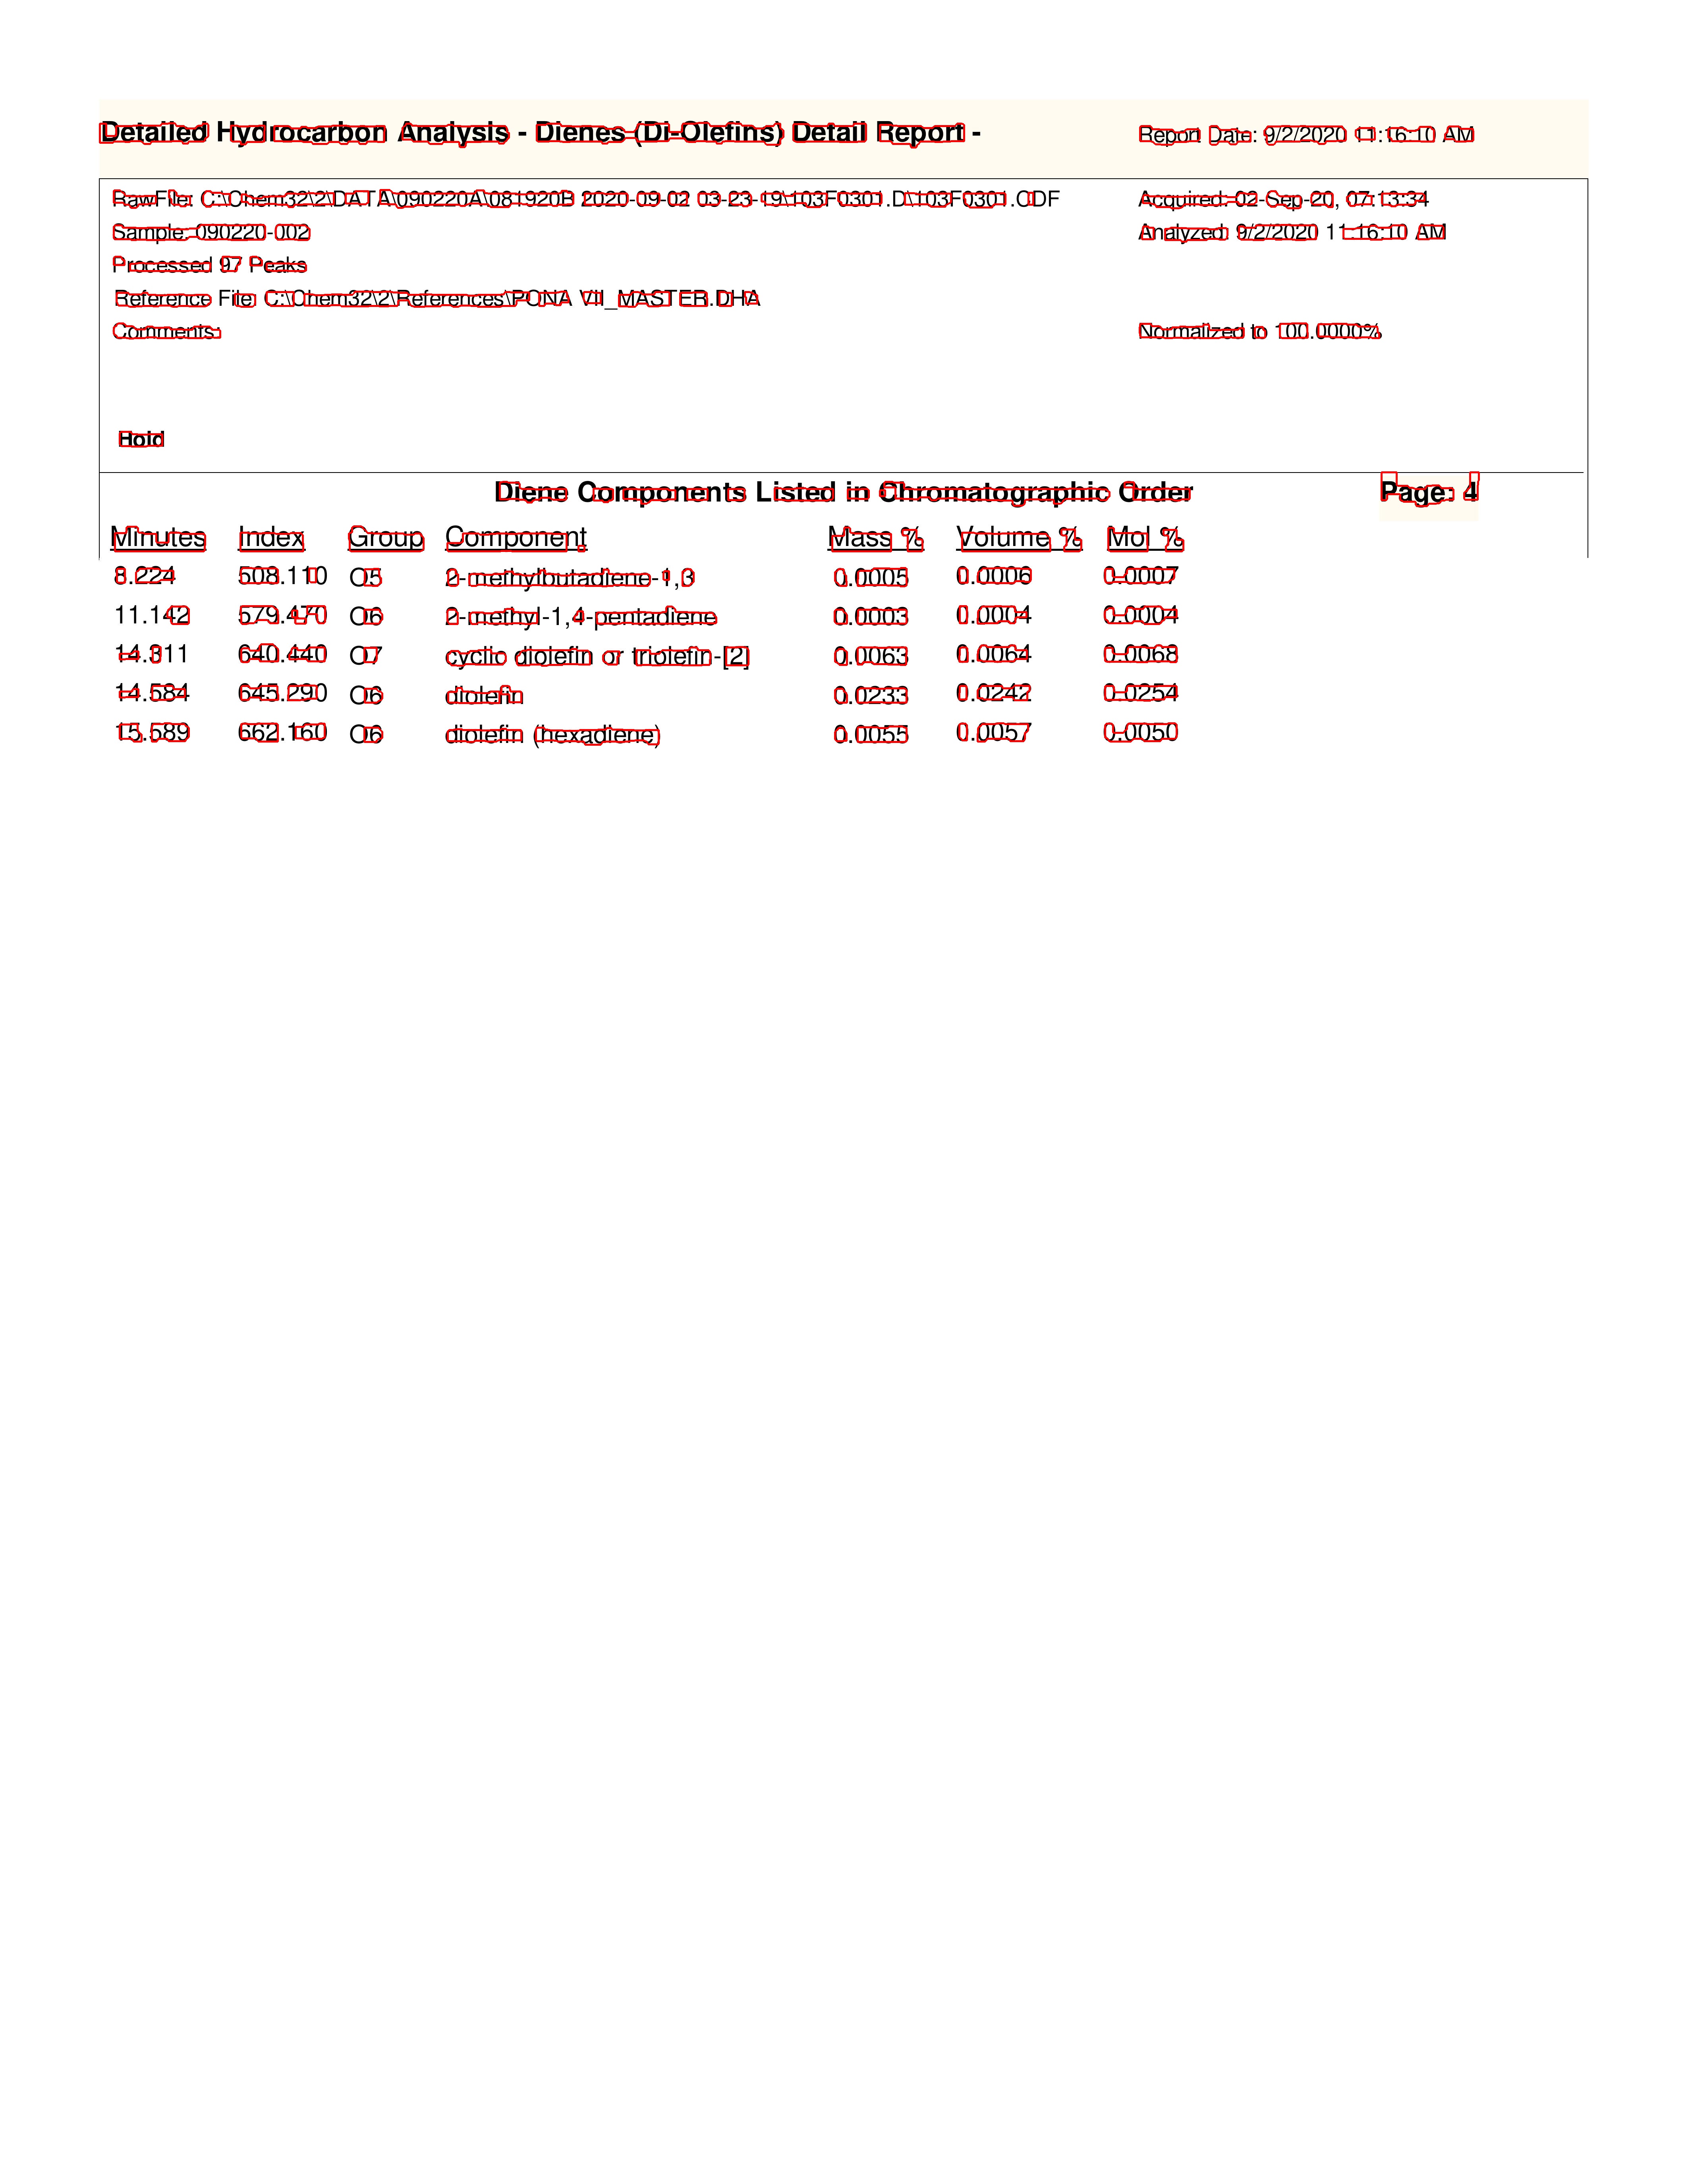 Detailed Hydrocarbon Analysis - Dienes (Di-Olefins) Detail Report - Report Date: 9/2/2020 11:16:10 AM
RawFile: C:\Chem32\2\DATA\090220A\081920B 2020-09-02 03-23-19\103F0301.D\103F0301.CDF Acquired: 02-Sep-20, 07:13:34
Sample: 090220-002 Analyzed: 9/2/2020 11:16:10 AM
Processed 97 Peaks
Reference File: C:\Chem32\2\References\PONA VII_MASTER.DHA
Comments: Normalized to 100.0000%
Hold
Diene Components Listed in Chromatographic Order Page: 4
Minutes Index Group Component Mass % Volume % Mol %
8.224 508.110 O5 2-methylbutadiene-1,3 0.0005 0.0006 0.0007
11.142 579.470 O6 2-methyl-1,4-pentadiene 0.0003 0.0004 0.0004
14.311 640.440 O7 cyclic diolefin or triolefin-[2] 0.0063 0.0064 0.0068
14.584 645.290 O6 diolefin 0.0233 0.0242 0.0254
15.589 662.160 O6 diolefin (hexadiene) 0.0055 0.0057 0.0050